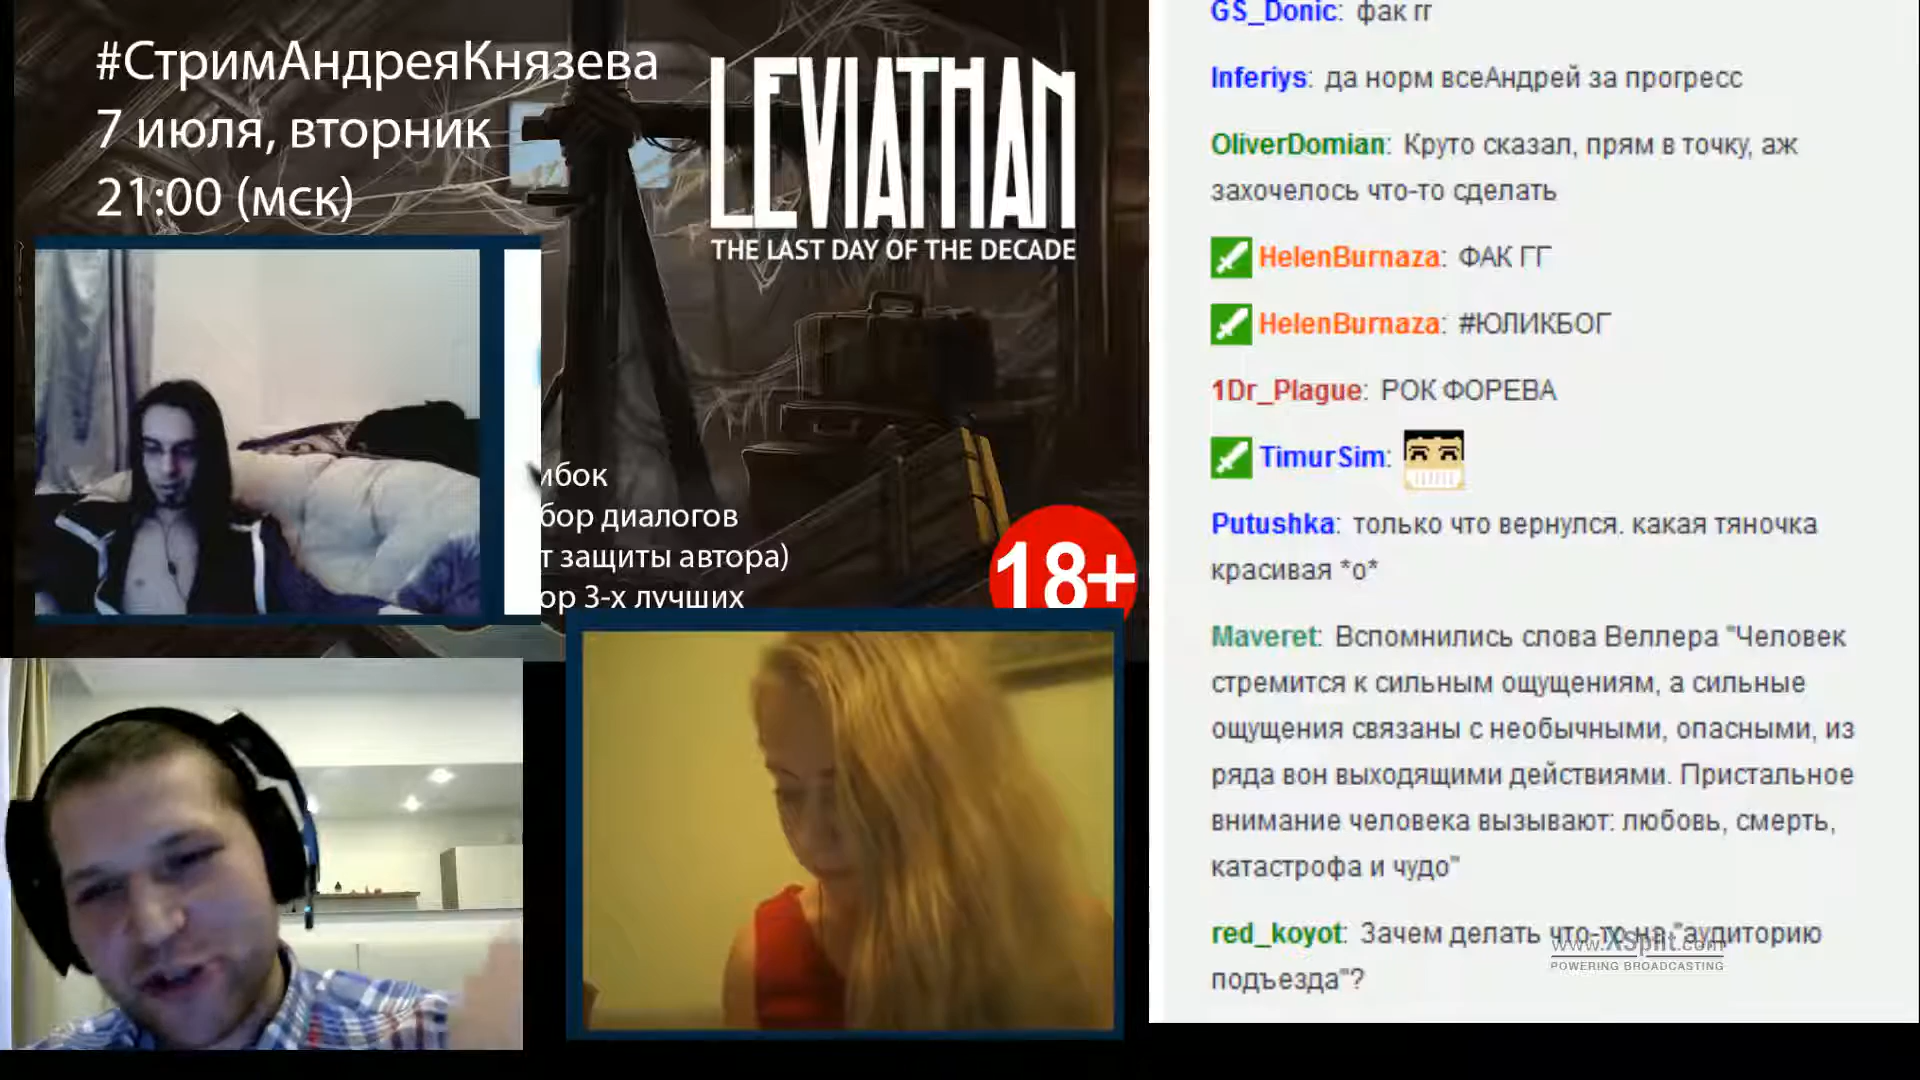 #СтримАндреяКнязева
7 июля, вторник
21:00 (мск)
LEVIATHAN
THE LAST DAY OF THE DECADE
ибок
бор диалогов
т защиты автора)
ор 3-х лучших
18+
GS_Donic: фак гг
Inferiys: да норм всеАндрей за прогресс
OliverDomian: Круто сказал, прям в точку, аж
захочелось что-то сделать
HelenBurnaza: ФАК ГГ
HelenBurnaza: #ЮЛИКБОГ
1Dr_Plague: РОК ФОРЕВА
TimurSim:
Putushka: только что вернулся. какая тяночка
красивая *о*
Maveret: Вспомнились слова Веллера "Человек
стремится к сильным ощущениям, а сильные
ощущения связаны с необычными, опасными, из
ряда вон выходящими действиями. Пристальное
внимание человека вызывают: любовь, смерть,
катастрофа и чудо"
red_koyot: Зачем делать что-то на "аудиторию
подъезда"?
www.XSplit.com
POWERING BROADCASTING